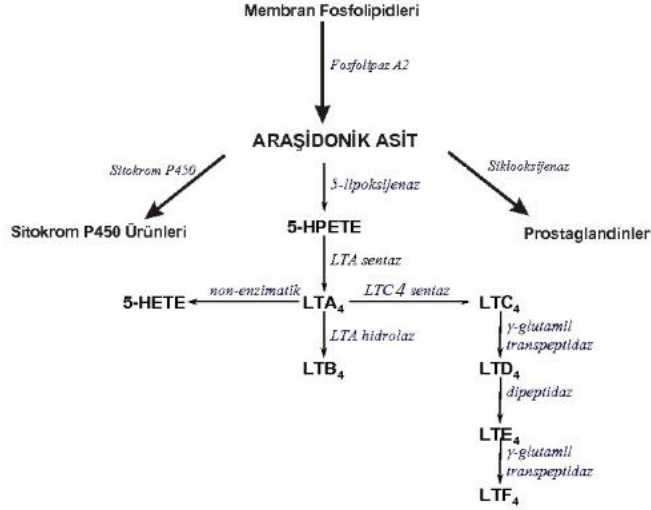 Membran Fosfolipidleri
Fosfolipaz A2
ARAŞİDONİK ASİT
Sitokrom P450
Siklooksijenaz
5-lipoksijenaz
Sitokrom P450 Ürünleri
5-HPETE
Prostaglandinler
LTA sentaz
5-HETE
non-enzimatik
LTA₄
LTC 4 sentaz
LTC₄
LTA hidrolaz
γ-glutamil
transpeptidaz
LTB₄
LTD₄
dipeptidaz
LTE₄
γ-glutamil
transpeptidaz
LTF₄